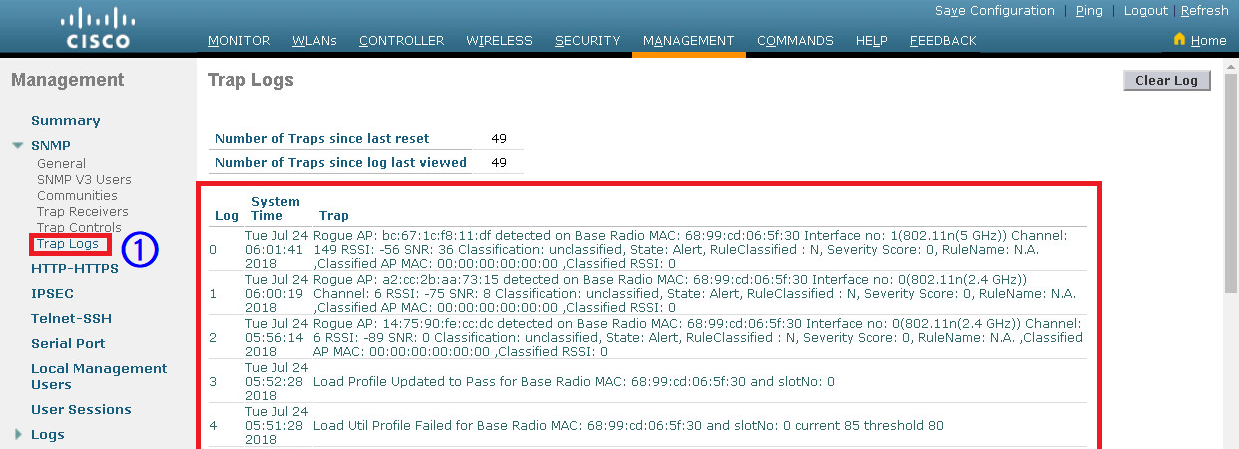 Save Configuration | Ping | Logout | Refresh
CISCO
MONITOR WLANs CONTROLLER WIRELESS SECURITY MANAGEMENT COMMANDS HELP FEEDBACK Home
Management
Summary
SNMP
General
SNMP V3 Users
Communities
Trap Receivers
Trap Controls
Trap Logs
1
HTTP-HTTPS
IPSEC
Telnet-SSH
Serial Port
Local Management
Users
User Sessions
Logs
Trap Logs
Clear Log
Number of Traps since last reset 49
Number of Traps since log last viewed 49
System
Log Time Trap
Tue Jul 24 Rogue AP: bc:67:1c:f8:11:df detected on Base Radio MAC: 68:99:cd:06:5f:30 Interface no: 1(802.11n(5 GHz)) Channel:
0 06:01:41 149 RSSI: -56 SNR: 36 Classification: unclassified, State: Alert, RuleClassified : N, Severity Score: 0, RuleName: N.A.
2018 ,Classified AP MAC: 00:00:00:00:00:00 ,Classified RSSI: 0
Tue Jul 24 Rogue AP: a2:cc:2b:aa:73:15 detected on Base Radio MAC: 68:99:cd:06:5f:30 Interface no: 0(802.11n(2.4 GHz))
1 06:00:19 Channel: 6 RSSI: -75 SNR: 8 Classification: unclassified, State: Alert, RuleClassified : N, Severity Score: 0, RuleName: N.A.
2018 ,Classified AP MAC: 00:00:00:00:00:00 ,Classified RSSI: 0
Tue Jul 24 Rogue AP: 14:75:90:fe:cc:dc detected on Base Radio MAC: 68:99:cd:06:5f:30 Interface no: 0(802.11n(2.4 GHz)) Channel:
2 05:56:14 6 RSSI: -89 SNR: 0 Classification: unclassified, State: Alert, RuleClassified : N, Severity Score: 0, RuleName: N.A. ,Classified
2018 AP MAC: 00:00:00:00:00:00 ,Classified RSSI: 0
Tue Jul 24
3 05:52:28 Load Profile Updated to Pass for Base Radio MAC: 68:99:cd:06:5f:30 and slotNo: 0
2018
Tue Jul 24
4 05:51:28 Load Util Profile Failed for Base Radio MAC: 68:99:cd:06:5f:30 and slotNo: 0 current 85 threshold 80
2018